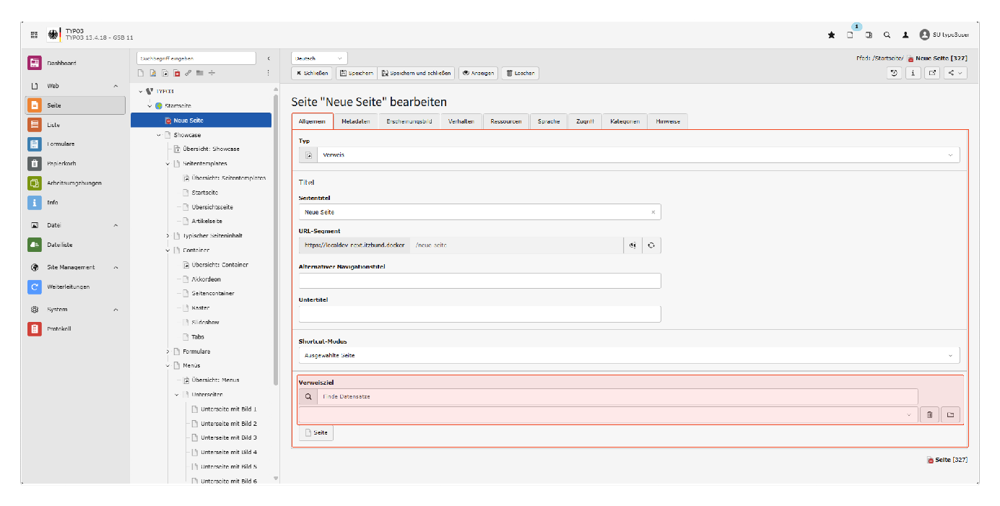 TYPO3
TYPO3 13.4.18 - GSB 11
1
SU typo3user
Dashboard
Web
Seite
Liste
Formulare
Papierkorb
Arbeitsumgebungen
Info
Datei
Dateiliste
Site Management
Weiterleitungen
System
Protokoll
Suchbegriff eingeben
TYPO3
Startseite
Neue Seite
Showcase
Übersicht: Showcase
Seitentemplates
Übersicht: Seitentemplates
Startseite
Übersichtsseite
Artikelseite
Typischer Seiteninhalt
Container
Übersicht: Container
Akkordeon
Seitencontainer
Raster
Slideshow
Tabs
Formulare
Menüs
Übersicht: Menüs
Unterseiten
Unterseite mit Bild 1
Unterseite mit Bild 2
Unterseite mit Bild 3
Unterseite mit Bild 4
Unterseite mit Bild 5
Unterseite mit Bild 6
Deutsch
Pfad: /Startseite/ Neue Seite [327]
Schließen Speichern Speichern und schließen Anzeigen Löschen
Seite "Neue Seite" bearbeiten
Allgemein Metadaten Erscheinungsbild Verhalten Ressourcen Sprache Zugriff Kategorien Hinweise
Typ
Verweis
Titel
Seitentitel
Neue Seite
URL-Segment
https://localdev-next.itzbund.docker /neue-seite
Alternativer Navigationstitel
Untertitel
Shortcut-Modus
Ausgewählte Seite
Verweisziel
Finde Datensätze
Seite
Seite [327]